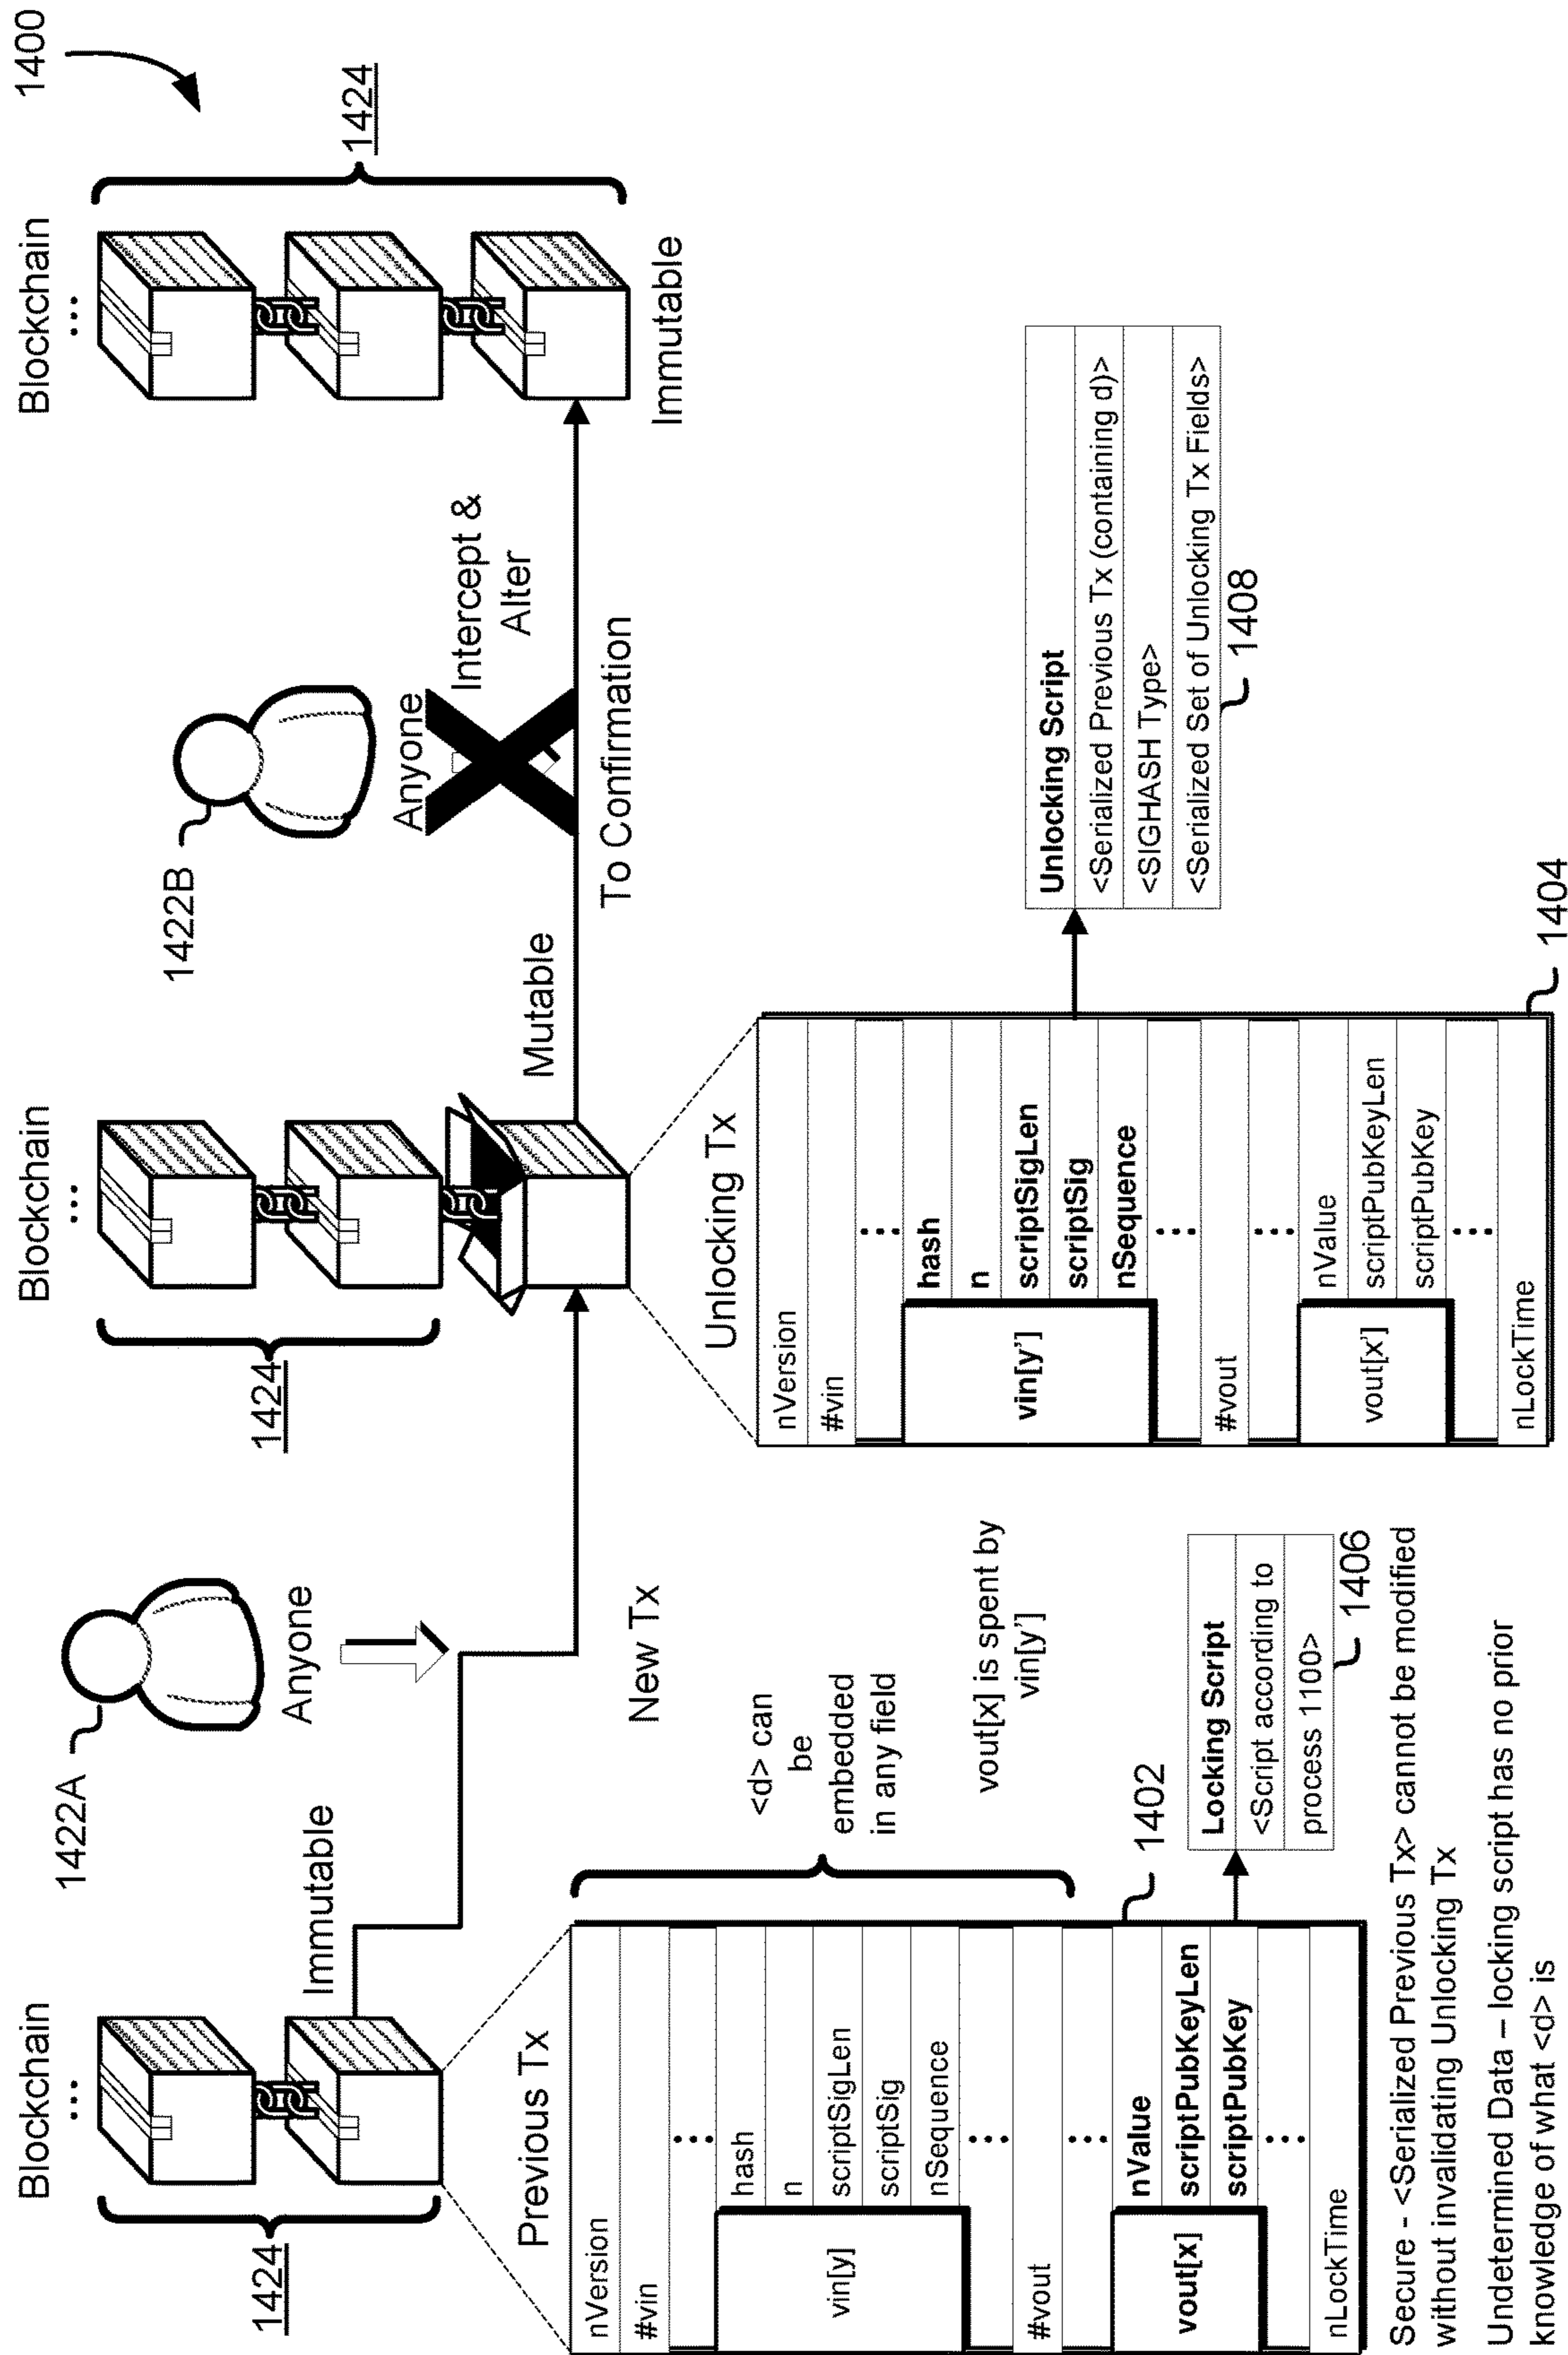 1400
Blockchain
...
1424
Immutable
1422A
Anyone
New Tx
Blockchain
...
1424
Mutable
1422B
Anyone
Intercept &
Alter
To Confirmation
Blockchain
...
1424
Immutable
Previous Tx
nVersion
#vin
...
vin[y]
hash
n
scriptSigLen
scriptSig
nSequence
...
#vout
...
vout[x]
nValue
scriptPubKeyLen
scriptPubKey
...
nLockTime
<d> can
be
embedded
in any field
vout[x] is spent by
vin[y']
1402
Locking Script
<Script according to
process 1100>
1406
Unlocking Tx
nVersion
#vin
...
vin[y']
hash
n
scriptSigLen
scriptSig
nSequence
...
#vout
...
vout[x']
nValue
scriptPubKeyLen
scriptPubKey
...
nLockTime
1404
Unlocking Script
<Serialized Previous Tx (containing d)>
<SIGHASH Type>
<Serialized Set of Unlocking Tx Fields>
1408
Secure - <Serialized Previous Tx> cannot be modified
without invalidating Unlocking Tx
Undetermined Data – locking script has no prior
knowledge of what <d> is